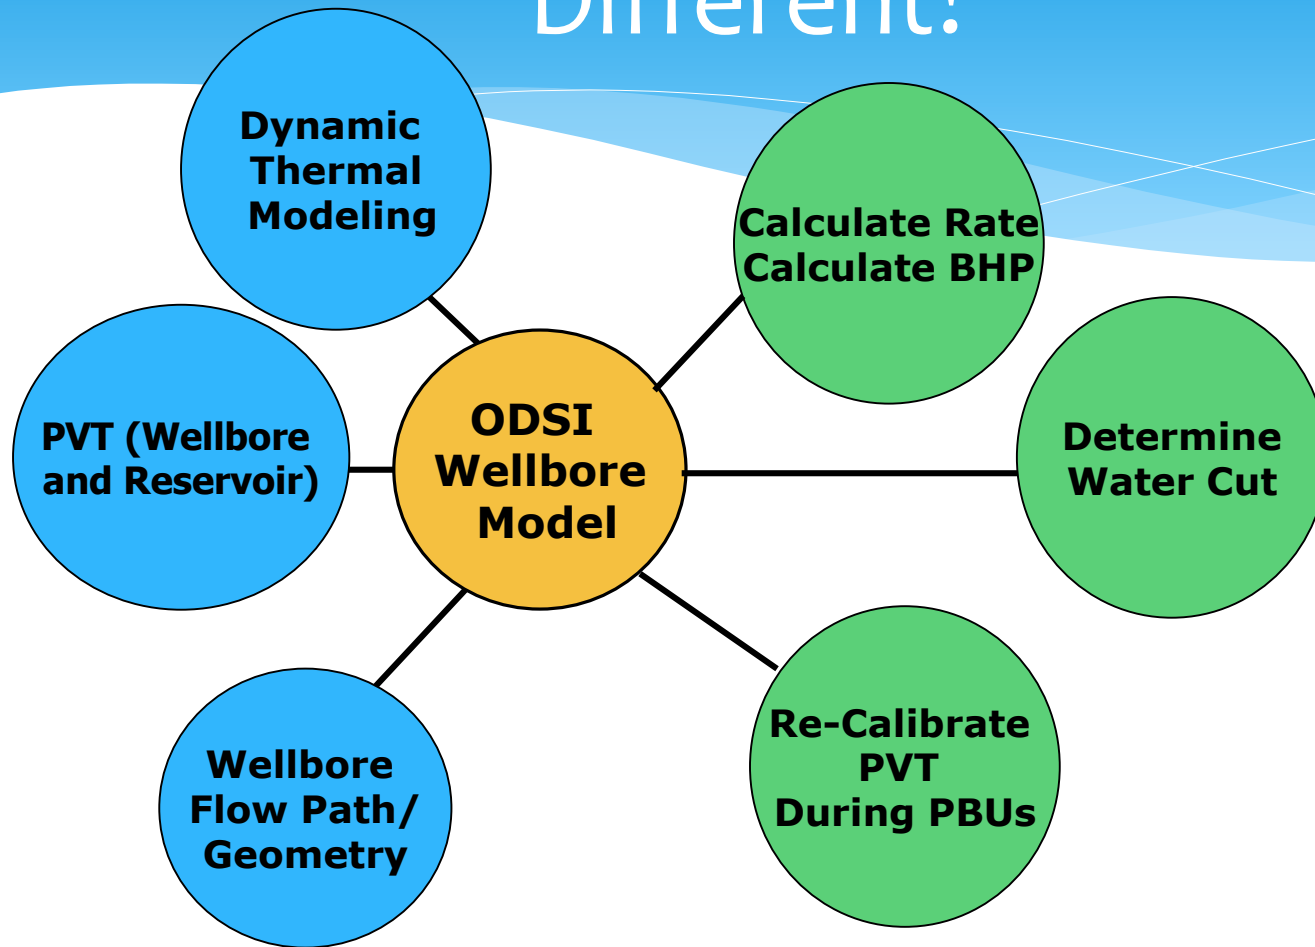 Different?
Dynamic
Thermal
Modeling
Calculate Rate
Calculate BHP
PVT (Wellbore
and Reservoir)
ODSI
Wellbore
Model
Determine
Water Cut
Wellbore
Flow Path/
Geometry
Re-Calibrate
PVT
During PBUs